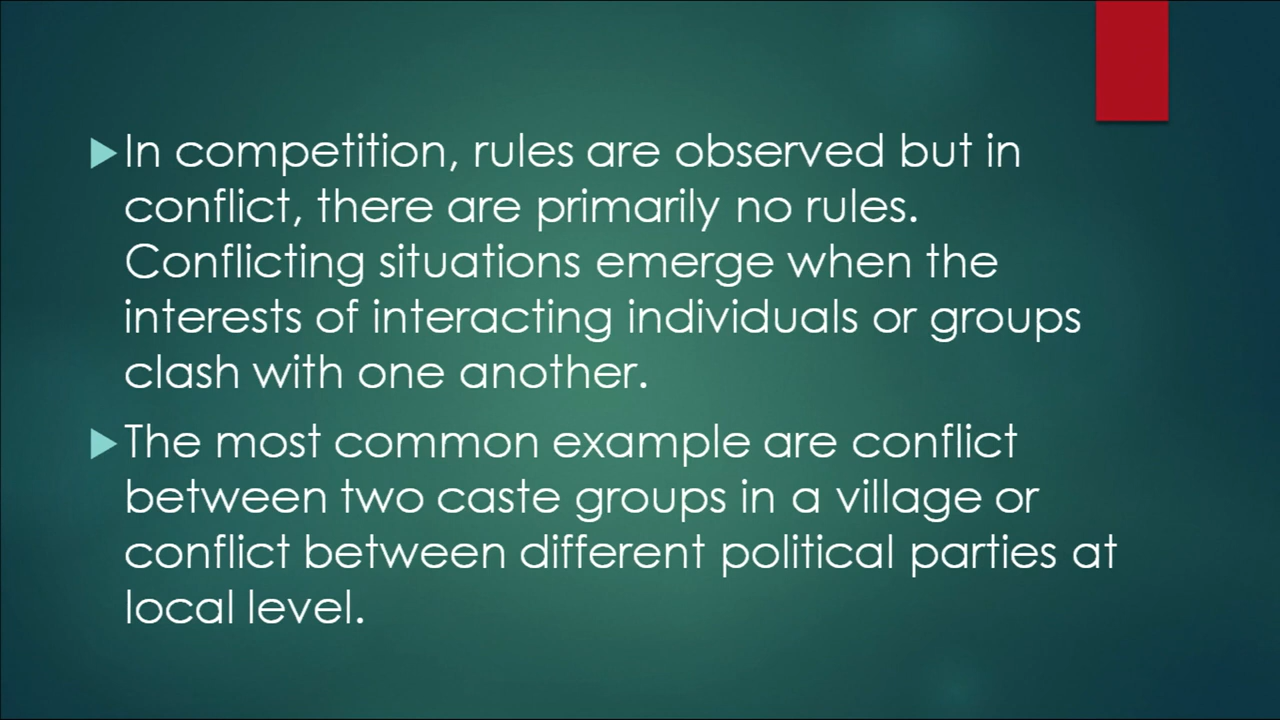 In competition, rules are observed but in
conflict, there are primarily no rules.
Conflicting situations emerge when the
interests of interacting individuals or groups
clash with one another.
The most common example are conflict
between two caste groups in a village or
conflict between different political parties at
local level.